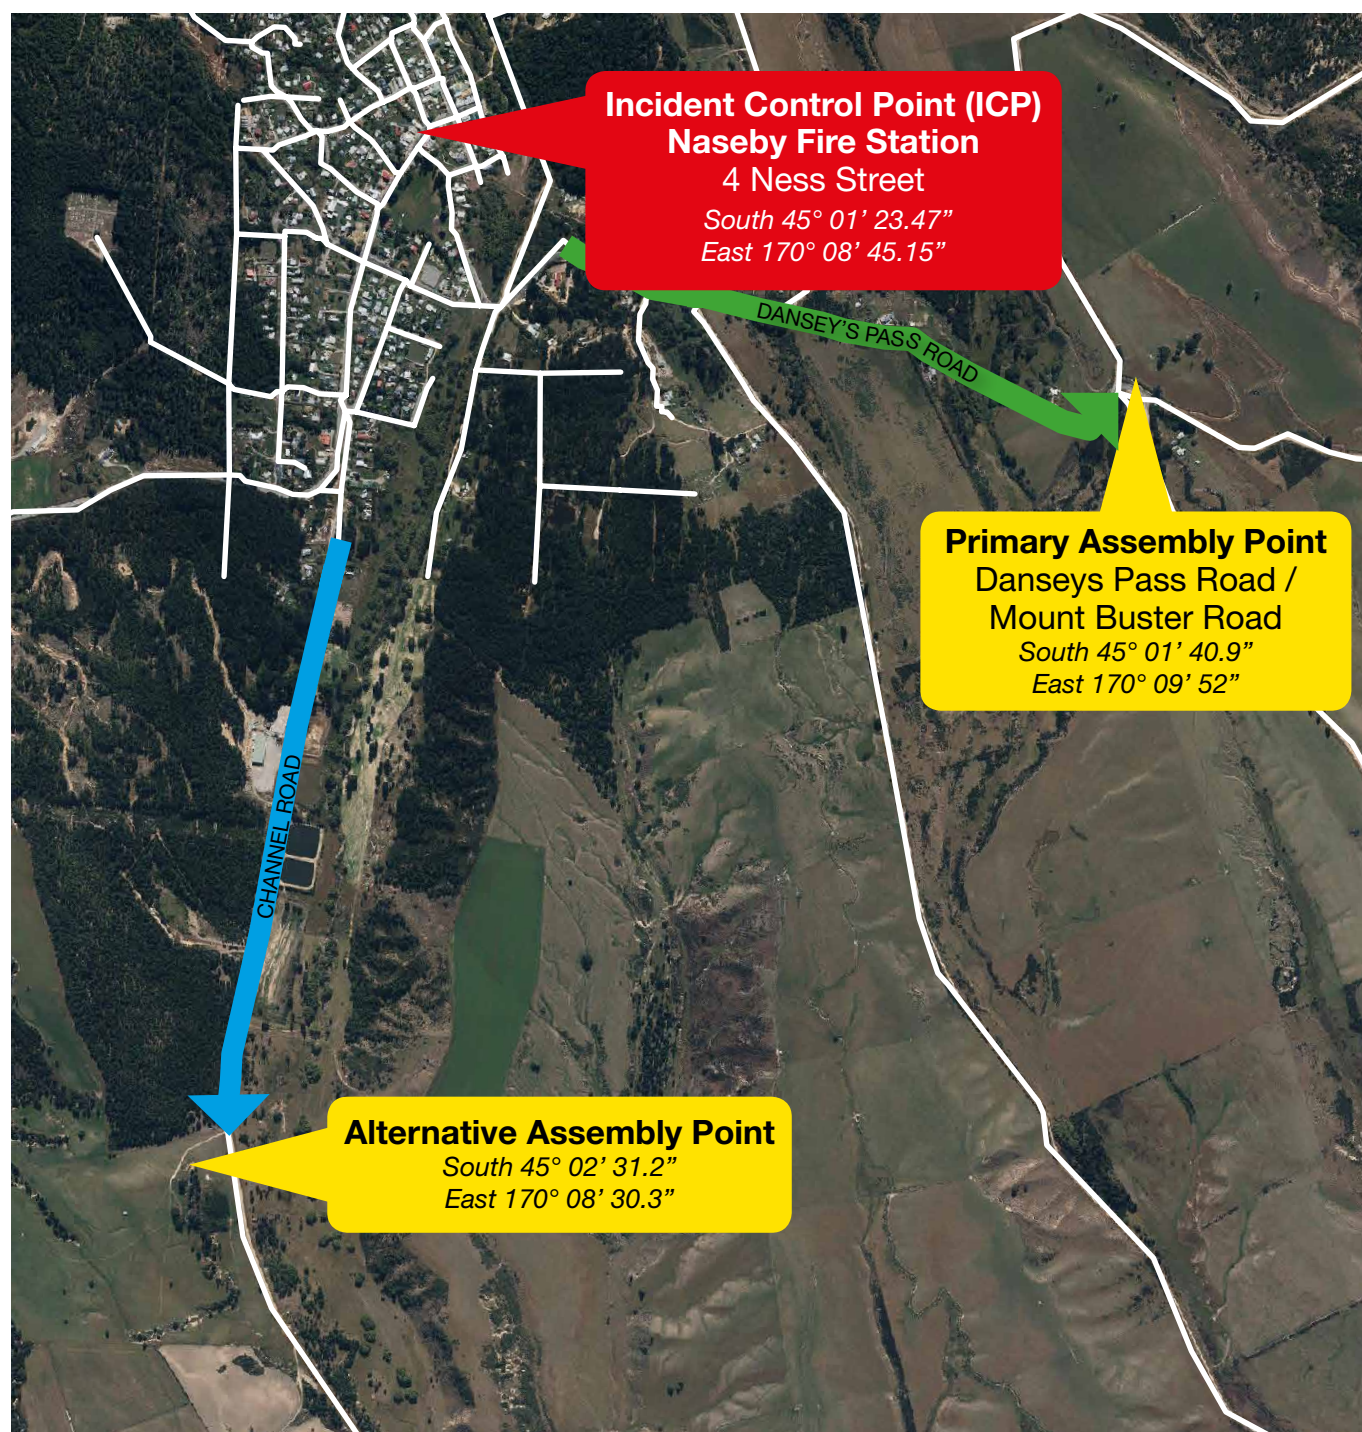 Incident Control Point (ICP)
Naseby Fire Station
4 Ness Street
South 45° 01’ 23.47”
East 170° 08’ 45.15”
DANSEY’S PASS ROAD
Primary Assembly Point
Danseys Pass Road /
Mount Buster Road
South 45° 01’ 40.9”
East 170° 09’ 52”
CHANNEL ROAD
Alternative Assembly Point
South 45° 02’ 31.2”
East 170° 08’ 30.3”